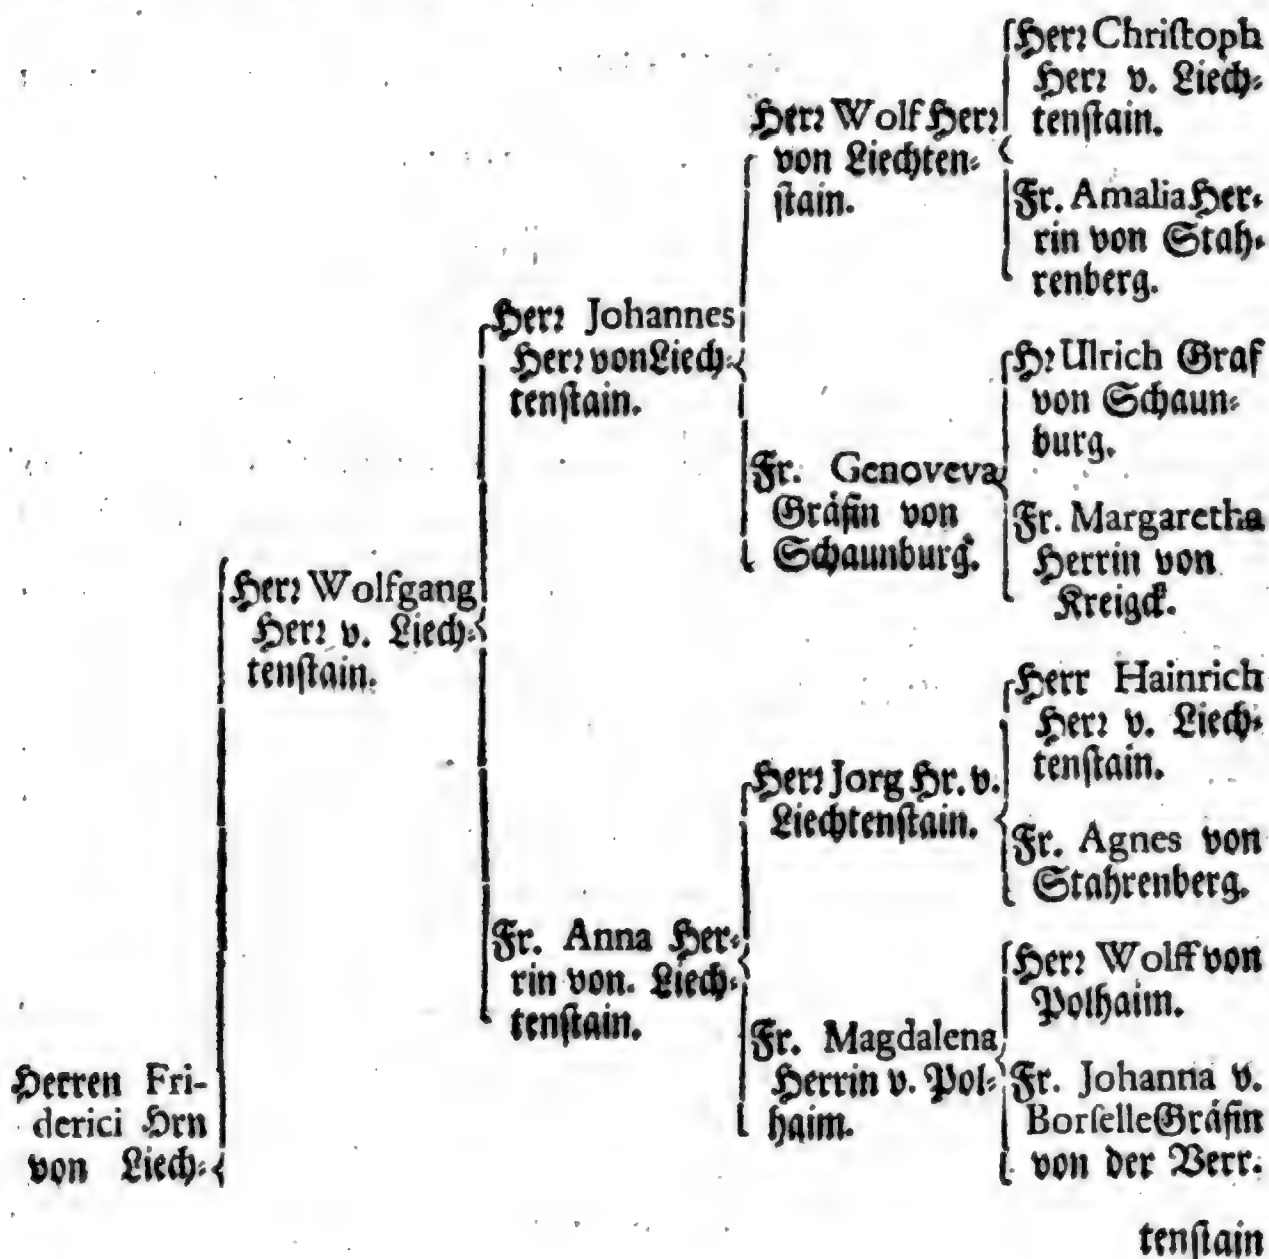 Herr Christoph
Herr v. Liech-
tenstain.
Herr Wolf Herr
von Liechten-
stain.
Fr. Amalia Her-
rin von Stah-
renberg.
Herr Johannes
Herr von Liech-
tenstain.
Hr Ulrich Graf
von Schaun-
burg.
Fr. Genoveva
Gräfin von
Schaunburg.
Fr. Margaretha
Herrin von
Kreigck.
Herr Wolfgang
Herr v. Liech-
tenstain.
Herr Hainrich
Herr v. Liech-
tenstain.
Herr Jorg Hr. v.
Liechtenstain.
Fr. Agnes von
Stahrenberg.
Fr. Anna Her-
rin von. Liech-
tenstain.
Herr Wolff von
Polhaim.
Fr. Magdalena
Herrin v. Pol-
haim.
Fr. Johanna v.
Borselle Gräfin
von der Verr.
Herren Fri-
derici Hrn
von Liech-
tenstain